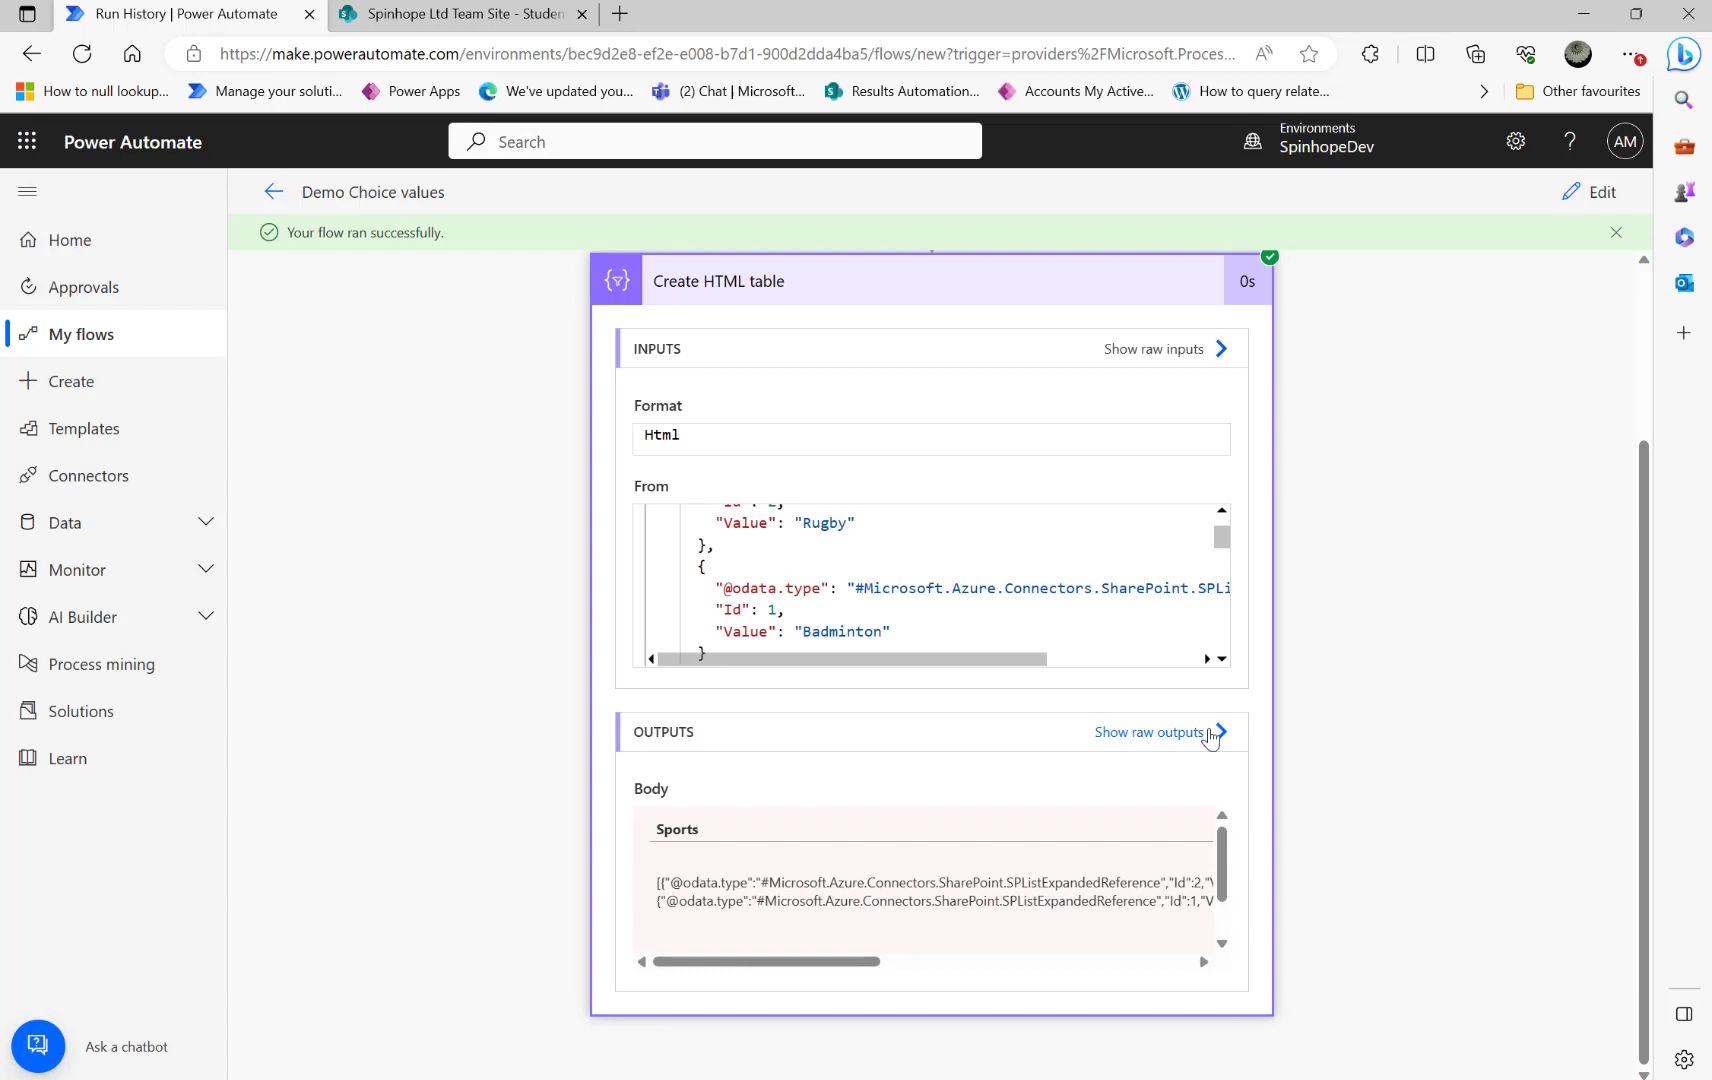 Run History | Power Automate
Spinhope Ltd Team Site - Studen
https://make.powerautomate.com/environments/bec9d2e8-ef2e-e008-b7d1-900d2dda4ba5/flows/new?trigger=providers%2FMicrosoft.Proces...
How to null lookup...
Manage your soluti...
Power Apps
We've updated you...
(2) Chat | Microsoft...
Results Automation...
Accounts My Active...
How to query relate...
Other favourites
Power Automate
Search
Environments
SpinhopeDev
AM
Demo Choice values
Edit
Your flow ran successfully.
Home
Approvals
My flows
Create
Templates
Connectors
Data
Monitor
AI Builder
Process mining
Solutions
Learn
Ask a chatbot
Create HTML table
0s
INPUTS
Show raw inputs
Format
Html
From
"Id": 2,
"Value": "Rugby"
},
{
"@odata.type": "#Microsoft.Azure.Connectors.SharePoint.SPLi
"Id": 1,
"Value": "Badminton"
}
OUTPUTS
Show raw outputs
Body
Sports
[{"@odata.type":"#Microsoft.Azure.Connectors.SharePoint.SPListExpandedReference","Id":2,"V
{"@odata.type":"#Microsoft.Azure.Connectors.SharePoint.SPListExpandedReference","Id":1,"V